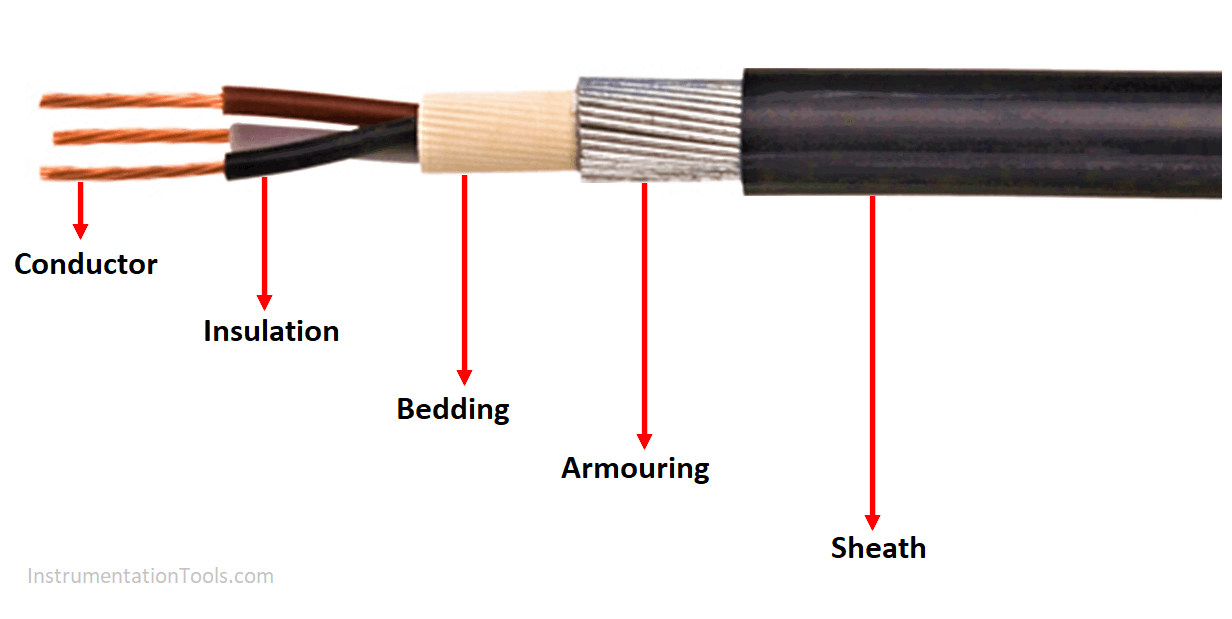 Conductor
Insulation
Bedding
Armouring
Sheath
InstrumentationTools.com